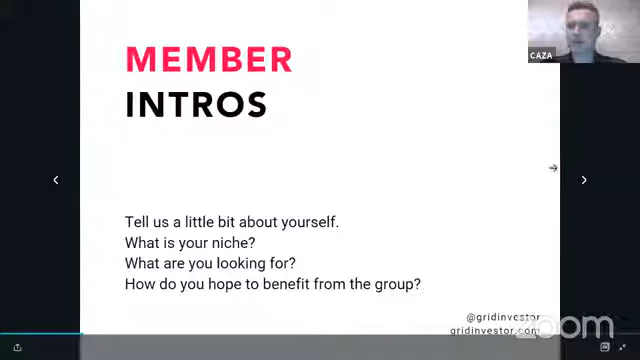 MEMBER
INTROS
CAZA
Tell us a little bit about yourself.
What is your niche?
What are you looking for?
How do you hope to benefit from the group?
@gridinvestor
gridinvestor.com
zoom